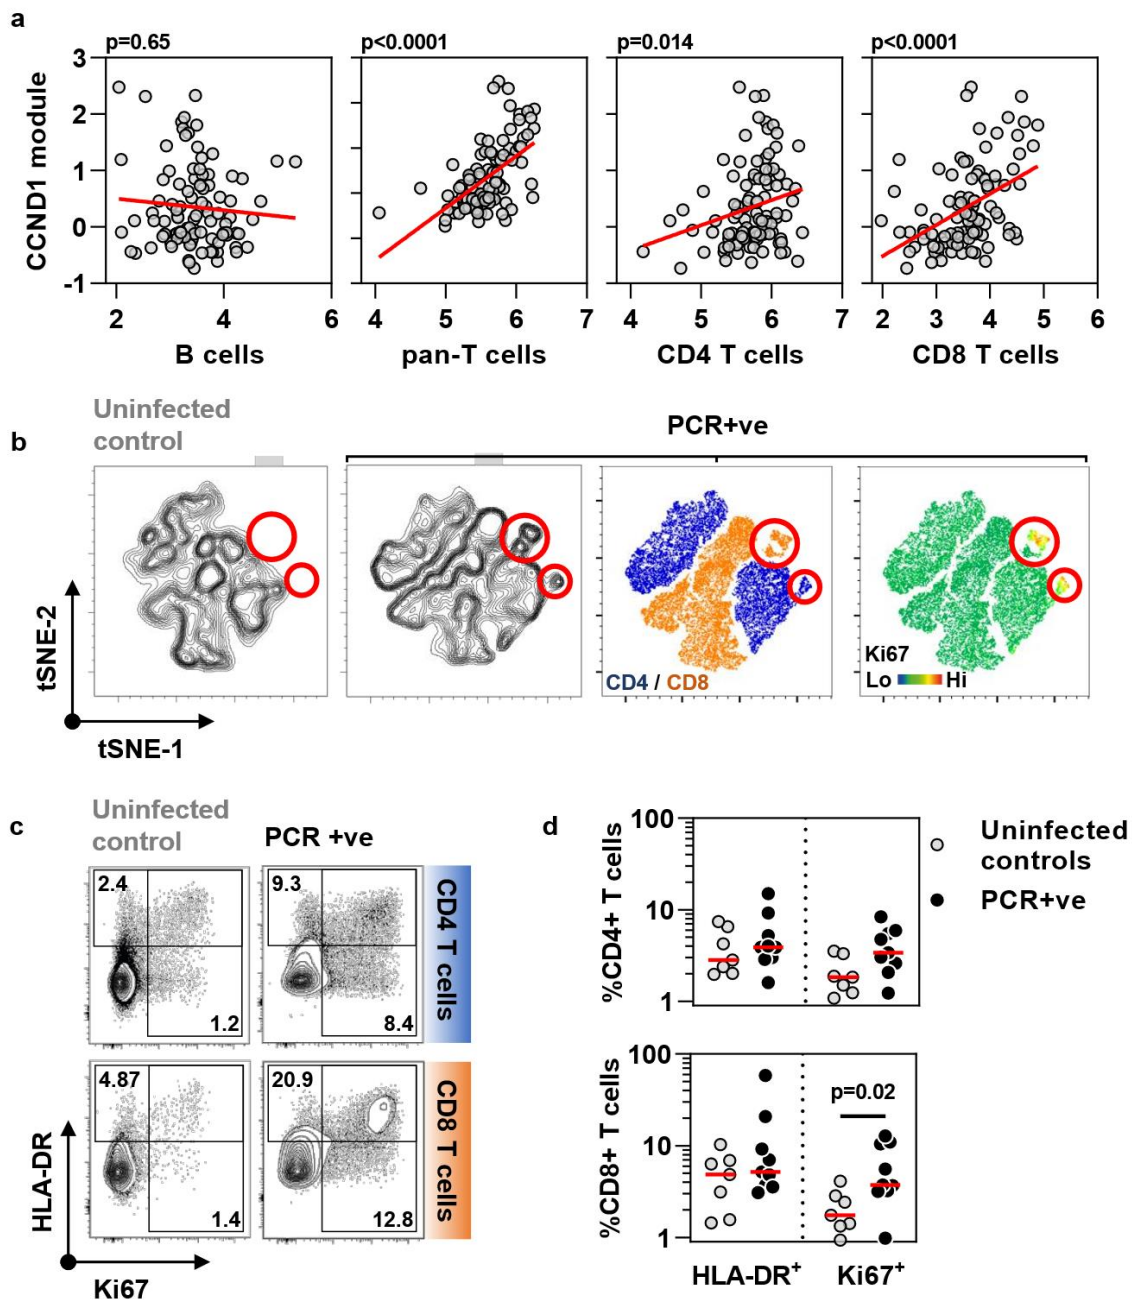 a
p=0.65
p<0.0001
p=0.014
p<0.0001
CCND1 module
3
2
1
0
-1
2 4 6
4 5 6 7
4 5 6 7
2 3 4 5 6
B cells
pan-T cells
CD4 T cells
CD8 T cells
b
Uninfected
control
PCR+ve
tSNE-2
tSNE-1
CD4 / CD8
Ki67
Lo Hi
c
Uninfected
control
PCR +ve
2.4
1.2
9.3
8.4
CD4 T cells
4.87
1.4
20.9
12.8
CD8 T cells
HLA-DR
Ki67
d
%CD4+ T cells
100
10
1
Uninfected
controls
PCR+ve
%CD8+ T cells
100
10
1
p=0.02
HLA-DR+
Ki67+